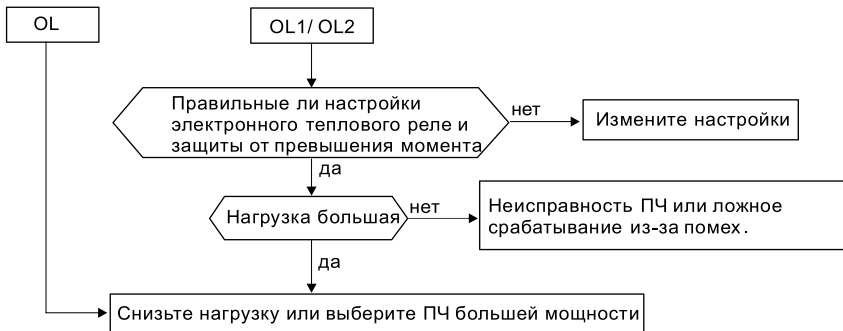 OL
OL1/ OL2
Правильные ли настройки
электронного теплового реле и
защиты от превышения момента
нет
Измените настройки
да
Нагрузка большая
нет
Неисправность ПЧ или ложное
срабатывание из-за помех.
да
Снизьте нагрузку или выберите ПЧ большей мощности